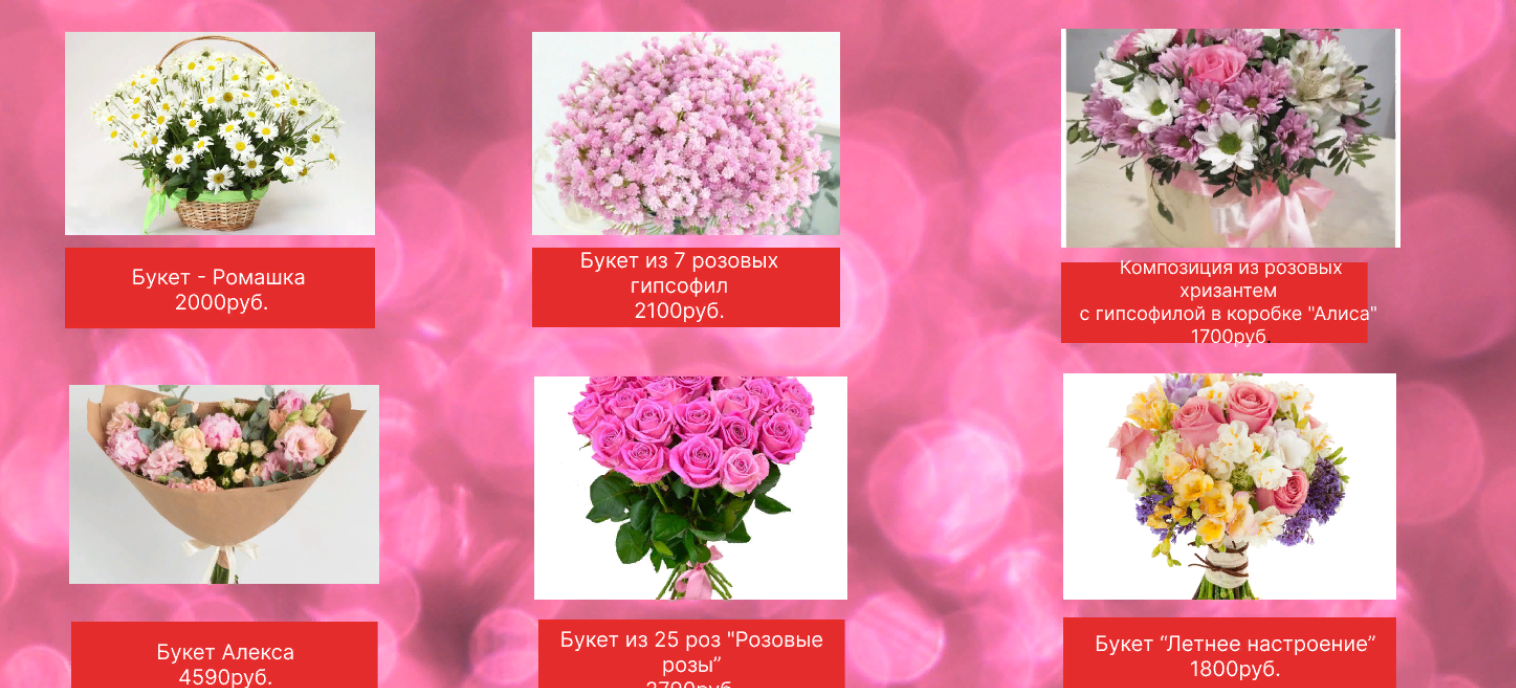 Букет - Ромашка
2000руб.
Букет из 7 розовых
гипсофил
2100руб.
Композиция из розовых
хризантем
с гипсофилой в коробке "Алиса"
1700руб.
Букет Алекса
4590руб.
Букет из 25 роз "Розовые
розы”
Букет “Летнее настроение”
1800руб.